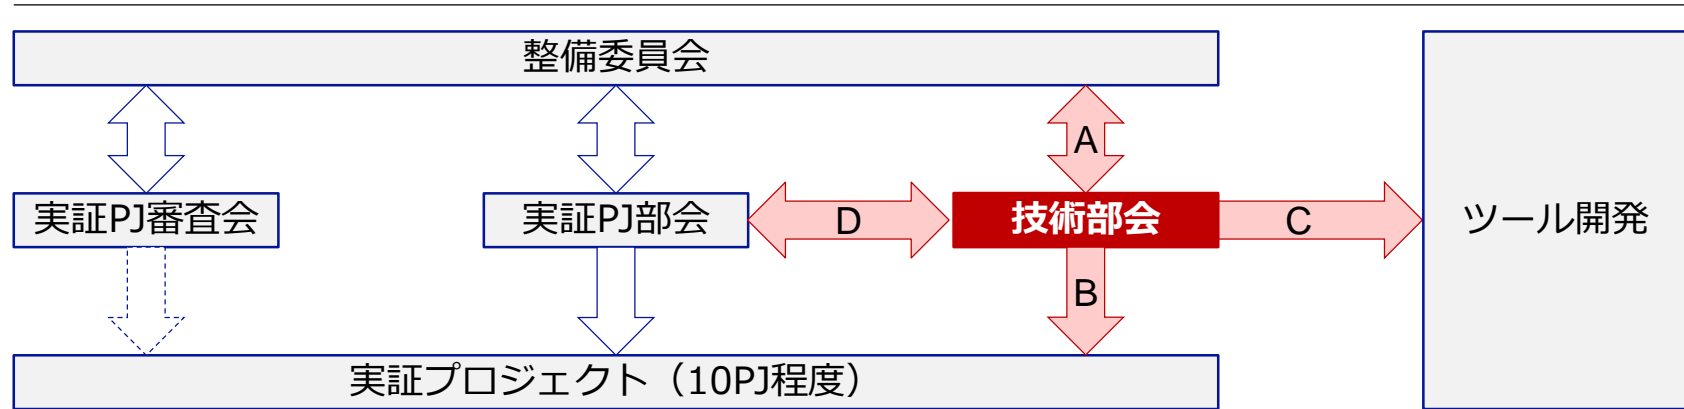 整備委員会
A
実証PJ審査会
実証PJ部会
D
技術部会
C
ツール開発
B
実証プロジェクト（10PJ程度）